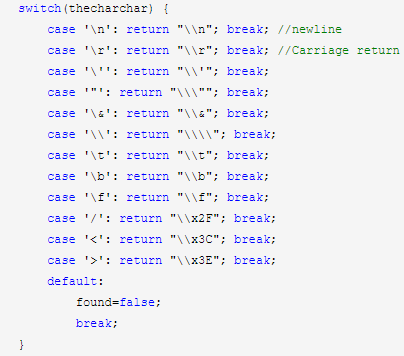 switch(thecharchar) {
    case '\n': return "\\n"; break; //newline
    case '\r': return "\\r"; break; //Carriage return
    case '\'': return "\\'"; break;
    case '"': return "\\\""; break;
    case '\&': return "\\&"; break;
    case '\\': return "\\\\"; break;
    case '\t': return "\\t"; break;
    case '\b': return "\\b"; break;
    case '\f': return "\\f"; break;
    case '/': return "\\x2F"; break;
    case '<': return "\\x3C"; break;
    case '>': return "\\x3E"; break;
    default:
        found=false;
        break;
}